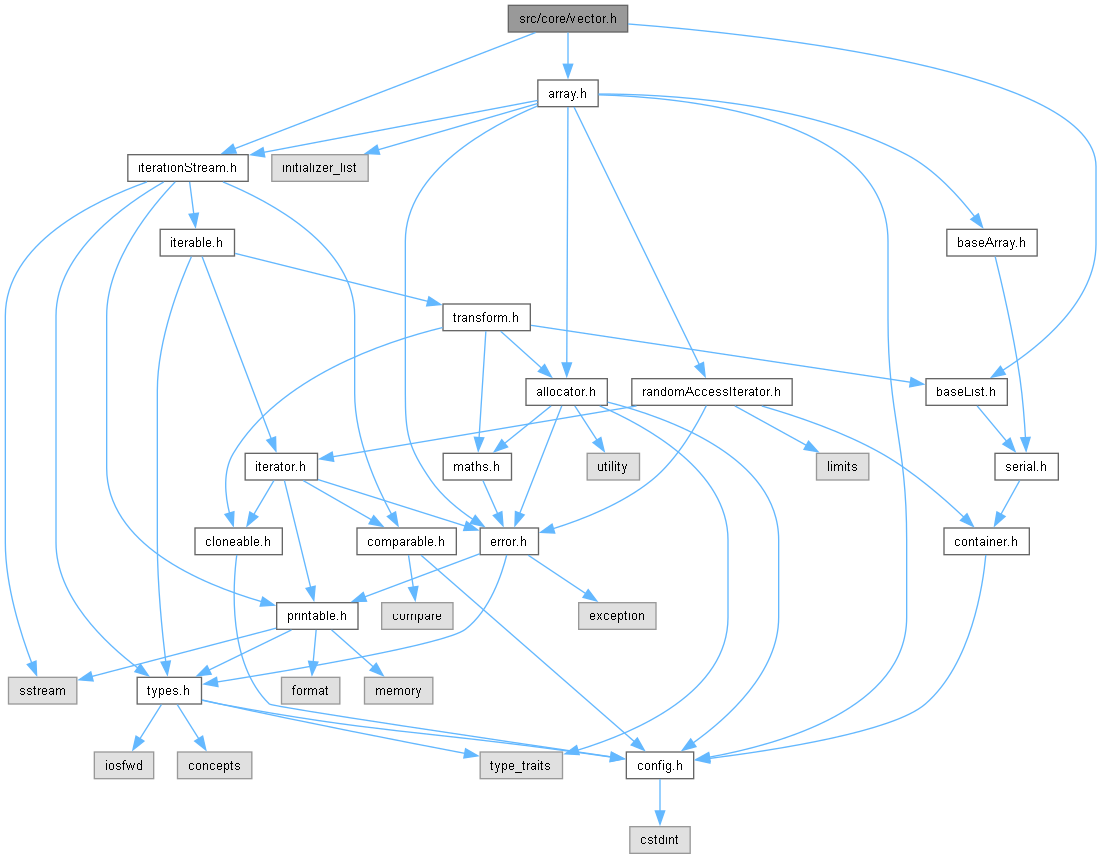 src/core/vector.h
array.h
iterationStream.h
initializer_list
iterable.h
baseArray.h
transform.h
allocator.h
randomAccessIterator.h
baseList.h
iterator.h
maths.h
utility
limits
serial.h
cloneable.h
comparable.h
error.h
container.h
printable.h
compare
exception
sstream
types.h
format
memory
iosfwd
concepts
type_traits
config.h
cstdint